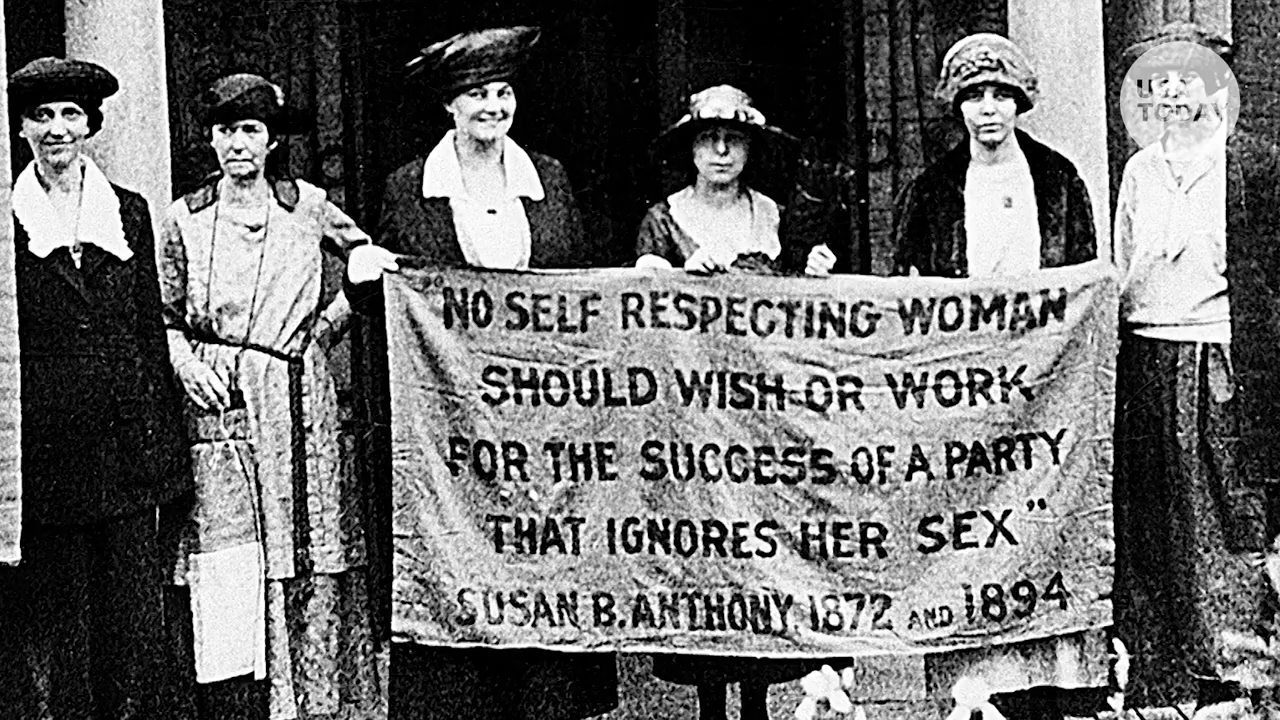 "NO SELF RESPECTING WOMAN
SHOULD WISH OR WORK
FOR THE SUCCESS OF A PARTY
THAT IGNORES HER SEX"
SUSAN B. ANTHONY, 1872 AND 1894
USA
TODAY